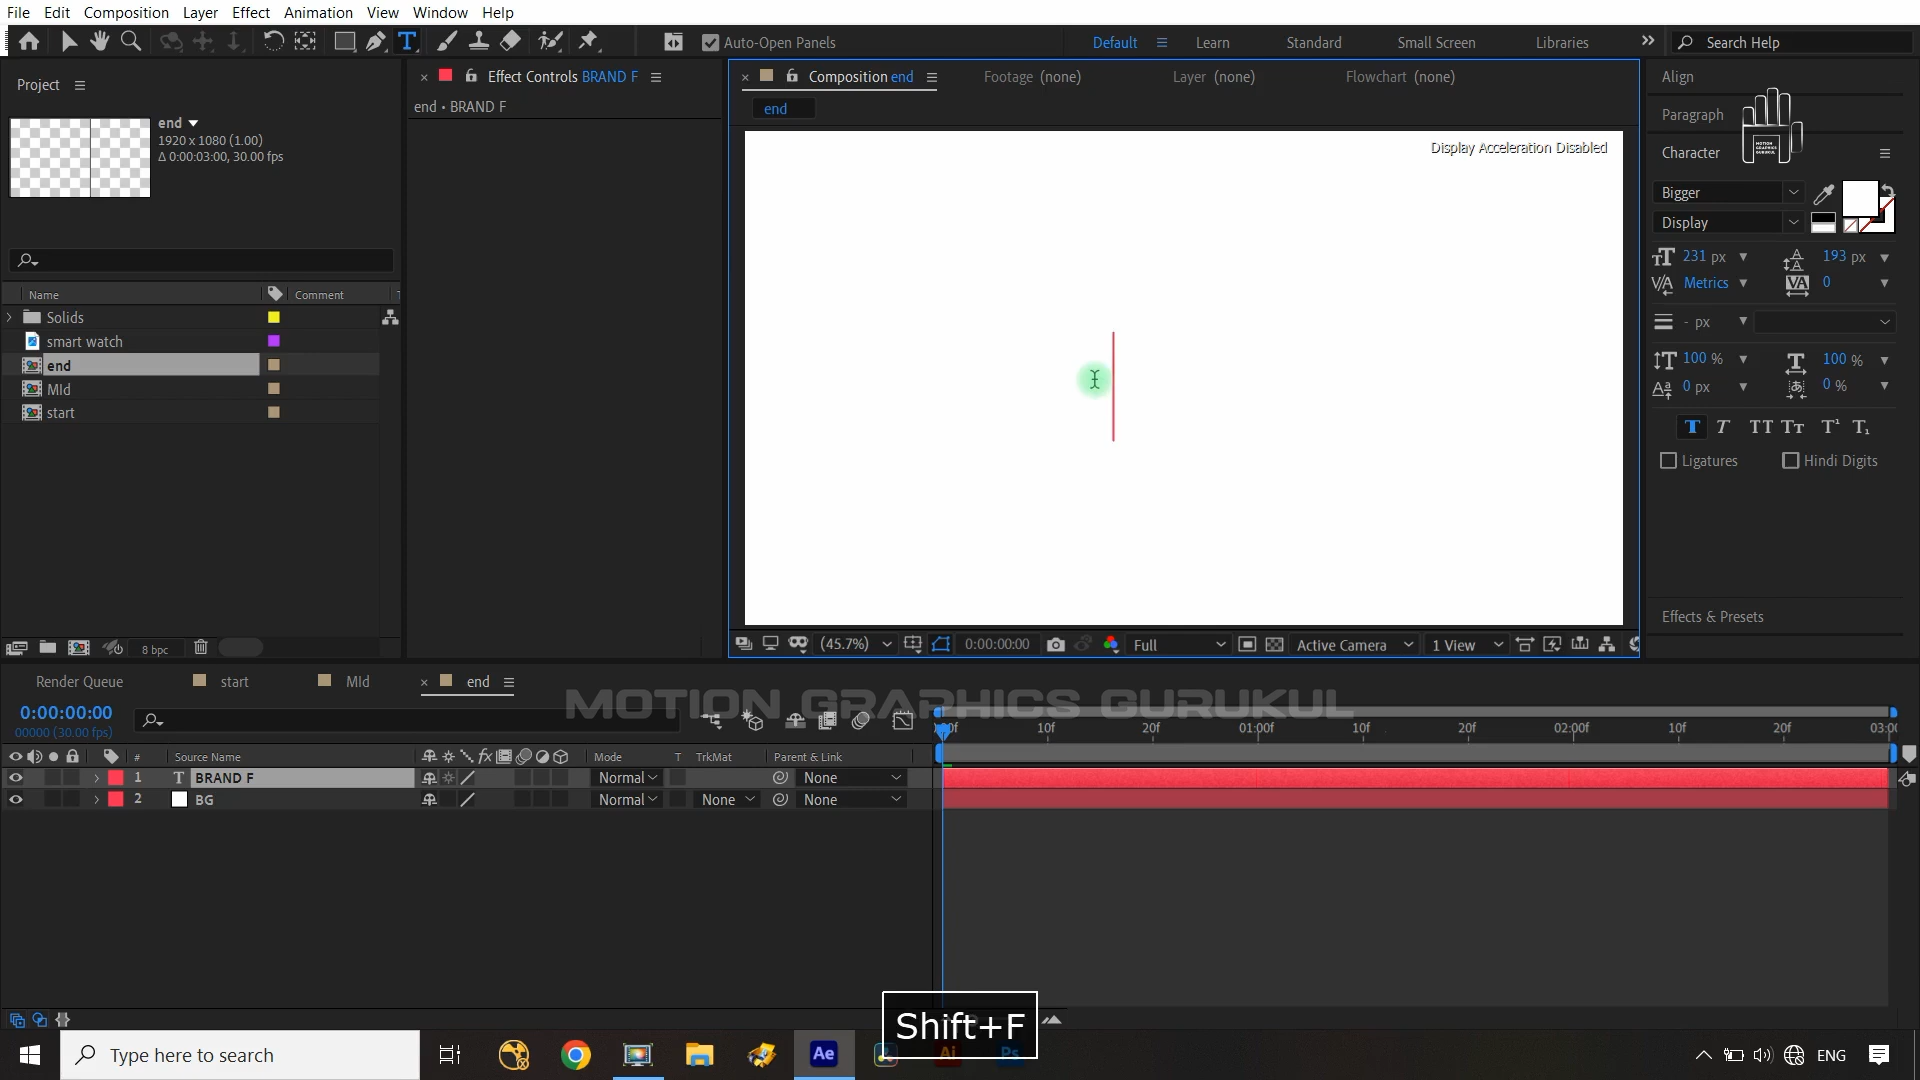 File Edit Composition Layer Effect Animation View Window Help
Auto-Open Panels Default Learn Standard Small Screen Libraries Search Help
Project
Effect Controls BRAND F
Composition end
Footage (none)
Layer (none)
Flowchart (none)
Align
end • BRAND F
end
Paragraph
end
1920 x 1080 (1.00)
Δ 0:00:03:00, 30.00 fps
Display Acceleration Disabled
MOTION GRAPHICS GURUKUL
Character
Bigger
Display
231 px
193 px
Metrics
0
- px
100 %
100 %
0 px
0 %
Ligatures
Hindi Digits
Effects & Presets
Name Comment
Solids
smart watch
end
MId
start
8 bpc
(45.7%) 0:00:00:00 Full Active Camera 1 View
Render Queue start MId end
MOTION GRAPHICS GURUKUL
0:00:00:00
00000 (30.00 fps)
10f 20f 01:00f 10f 20f 02:00f 10f 20f
# Source Name Mode T TrkMat Parent & Link
1 T BRAND F Normal None
2 BG Normal None None
Shift+F
Type here to search
Ae
Ai
Ps
ENG